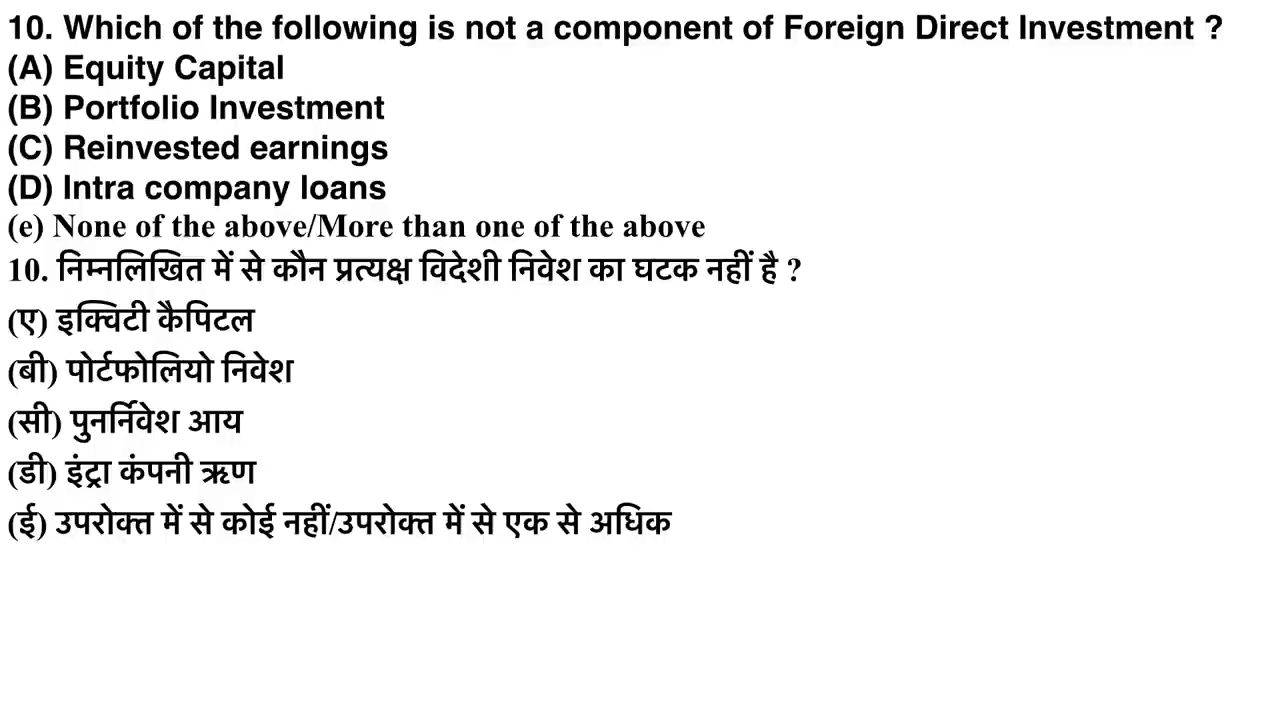 10. Which of the following is not a component of Foreign Direct Investment ?
(A) Equity Capital
(B) Portfolio Investment
(C) Reinvested earnings
(D) Intra company loans
(e) None of the above/More than one of the above
10. निम्नलिखित में से कौन प्रत्यक्ष विदेशी निवेश का घटक नहीं है ?
(ए) इक्विटी कैपिटल
(बी) पोर्टफोलियो निवेश
(सी) पुनर्निवेश आय
(डी) इंट्रा कंपनी ऋण
(ई) उपरोक्त में से कोई नहीं/उपरोक्त में से एक से अधिक